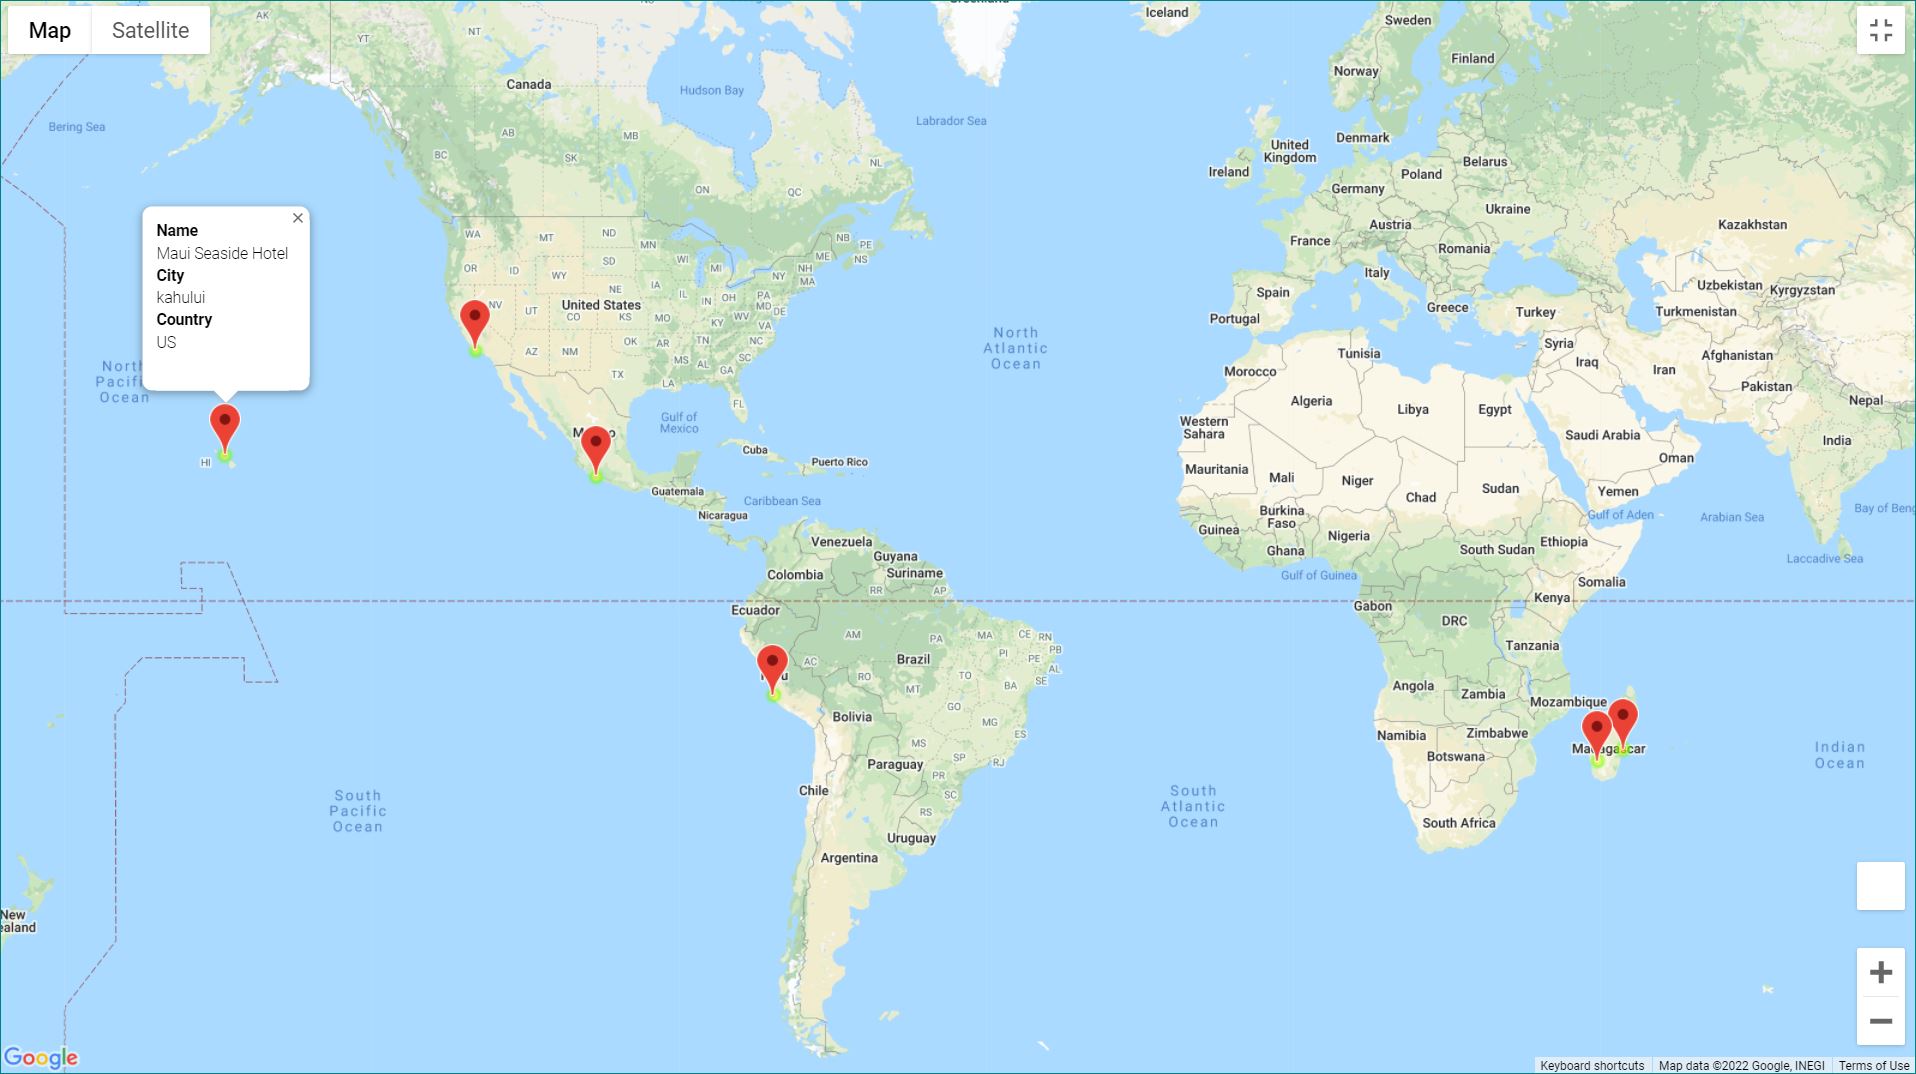 Map
Satellite
Greenland
Iceland
Sweden
Finland
Norway
AK
YT
NT
Canada
Hudson Bay
Bering Sea
Labrador Sea
AB
MB
BC
SK
ON
QC
NL
Denmark
United
Kingdom
Ireland
Belarus
Poland
Germany
Ukraine
Austria
France
Romania
Kazakhstan
Name
Maui Seaside Hotel
City
kahului
Country
US
WA
MT
ND
MN
OR
ID
WY
SD
WI
MI
NB
PE
NS
ME
NH
NY
MA
NE
IA
IL
IN
OH
PA
MD
DE
NV
UT
United States
CO
KS
MO
KY
WV
VA
AZ
NM
OK
AR
TN
NC
MS
AL
SC
GA
TX
LA
FL
Italy
Spain
Portugal
Greece
Turkey
Uzbekistan
Kyrgyzstan
Turkmenistan
Syria
Iraq
Iran
Afghanistan
Pakistan
Nepal
India
Tunisia
Morocco
Algeria
Libya
Egypt
Western
Sahara
Saudi Arabia
Oman
Yemen
North
Atlantic
Ocean
North
Pacifi
Ocean
HI
Gulf of
Mexico
M o
Cuba
Puerto Rico
Guatemala
Caribbean Sea
Nicaragua
Mauritania
Mali
Niger
Chad
Sudan
Burkina
Faso
Guinea
Nigeria
Ghana
Gulf of Guinea
South Sudan
Ethiopia
Somalia
Kenya
Gulf of Aden
Arabian Sea
Bay of Beng
Laccadive Sea
Venezuela
Guyana
Suriname
Colombia
RR
AP
Ecuador
AM
PA
MA
CE
RN
PB
PI
PE
AL
SE
AC
RO
TO
BA
MT
Brazil
u
GO
MG
ES
Bolivia
MS
SP
RJ
Paraguay
PR
SC
RS
Chile
Uruguay
Argentina
Gabon
DRC
Tanzania
Angola
Zambia
Mozambique
Namibia
Zimbabwe
Botswana
Madagascar
South Africa
Indian
Ocean
South
Pacific
Ocean
South
Atlantic
Ocean
New
ealand
Google
Keyboard shortcuts
Map data ©2022 Google, INEGI
Terms of Use